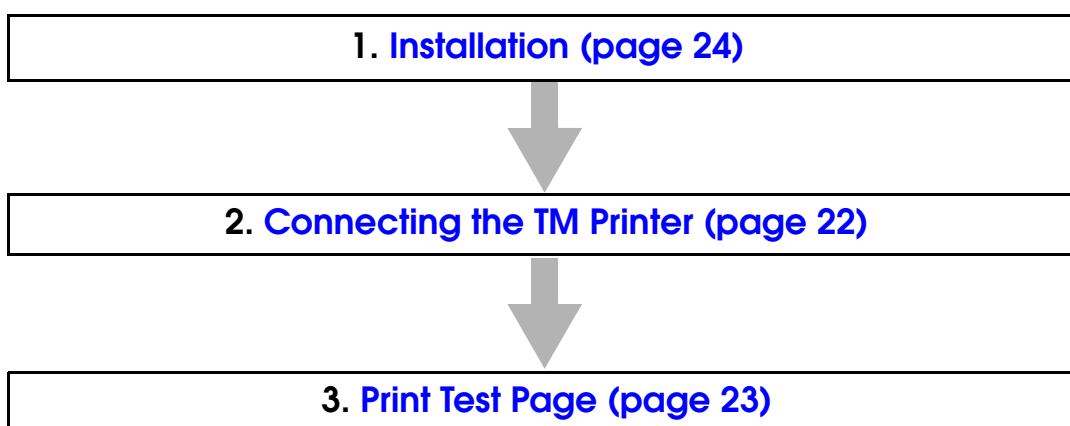 1. Installation (page 24)
2. Connecting the TM Printer (page 22)
3. Print Test Page (page 23)